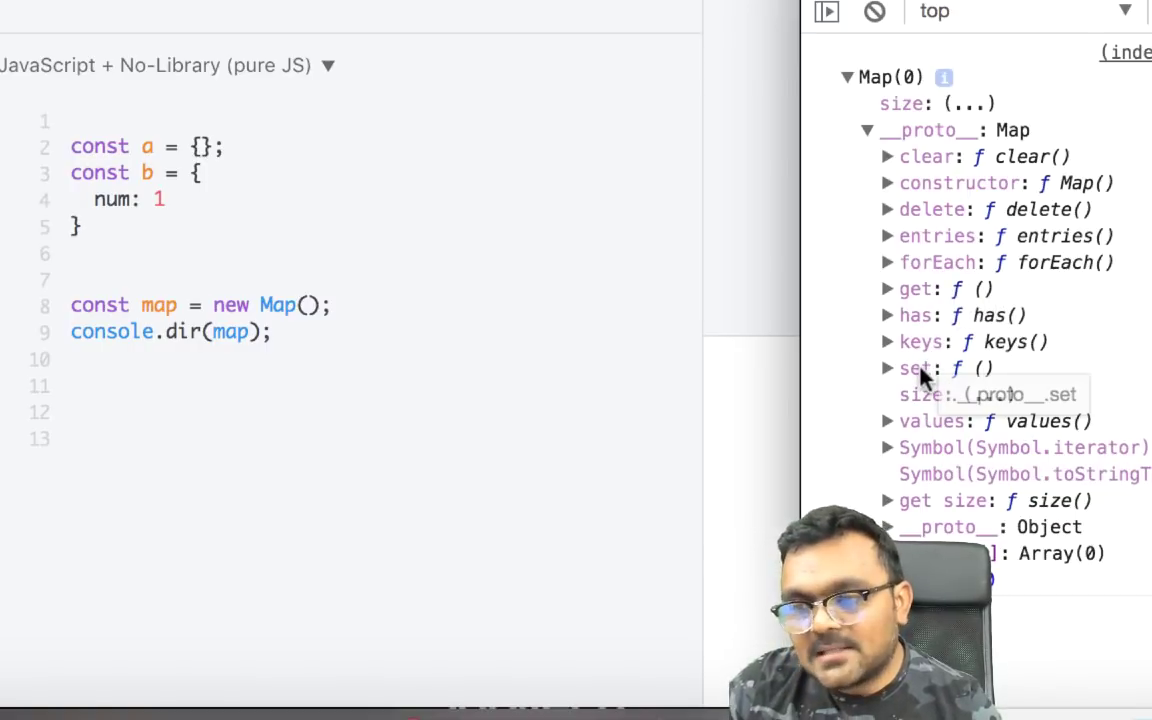 JavaScript + No-Library (pure JS) ▼
1
2 const a = {};
3 const b = {
4 num: 1
5 }
6
7
8 const map = new Map();
9 console.dir(map);
10
11
12
13
top ▼
(inde
▼ Map(0) i
size: (...)
▼ __proto__: Map
▶ clear: ƒ clear()
▶ constructor: ƒ Map()
▶ delete: ƒ delete()
▶ entries: ƒ entries()
▶ forEach: ƒ forEach()
▶ get: ƒ ()
▶ has: ƒ has()
▶ keys: ƒ keys()
▶ set: ƒ ()
size:
.__proto__.set
▶ values: ƒ values()
▶ Symbol(Symbol.iterator)
Symbol(Symbol.toStringT
▶ get size: ƒ size()
▶ __proto__: Object
]: Array(0)